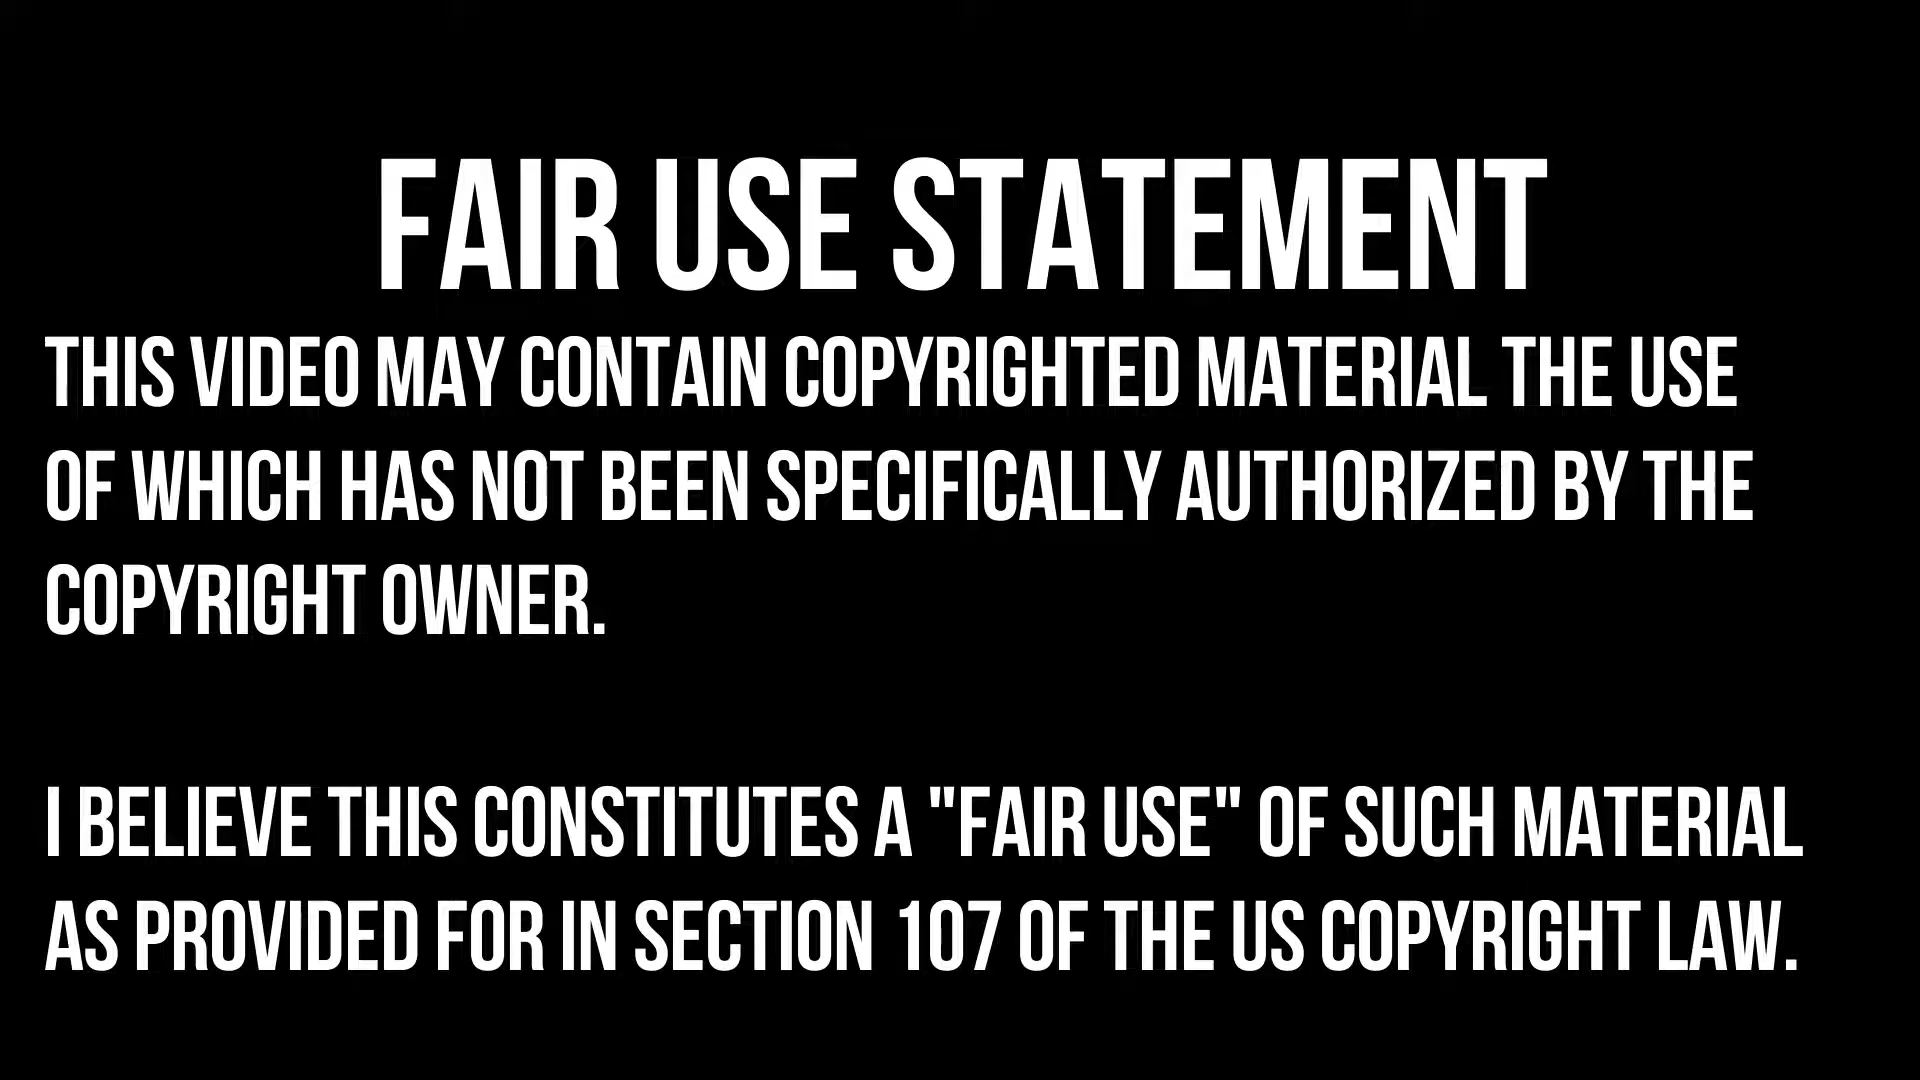 FAIR USE STATEMENT
THIS VIDEO MAY CONTAIN COPYRIGHTED MATERIAL THE USE
OF WHICH HAS NOT BEEN SPECIFICALLY AUTHORIZED BY THE
COPYRIGHT OWNER.
I BELIEVE THIS CONSTITUTES A "FAIR USE" OF SUCH MATERIAL
AS PROVIDED FOR IN SECTION 107 OF THE US COPYRIGHT LAW.